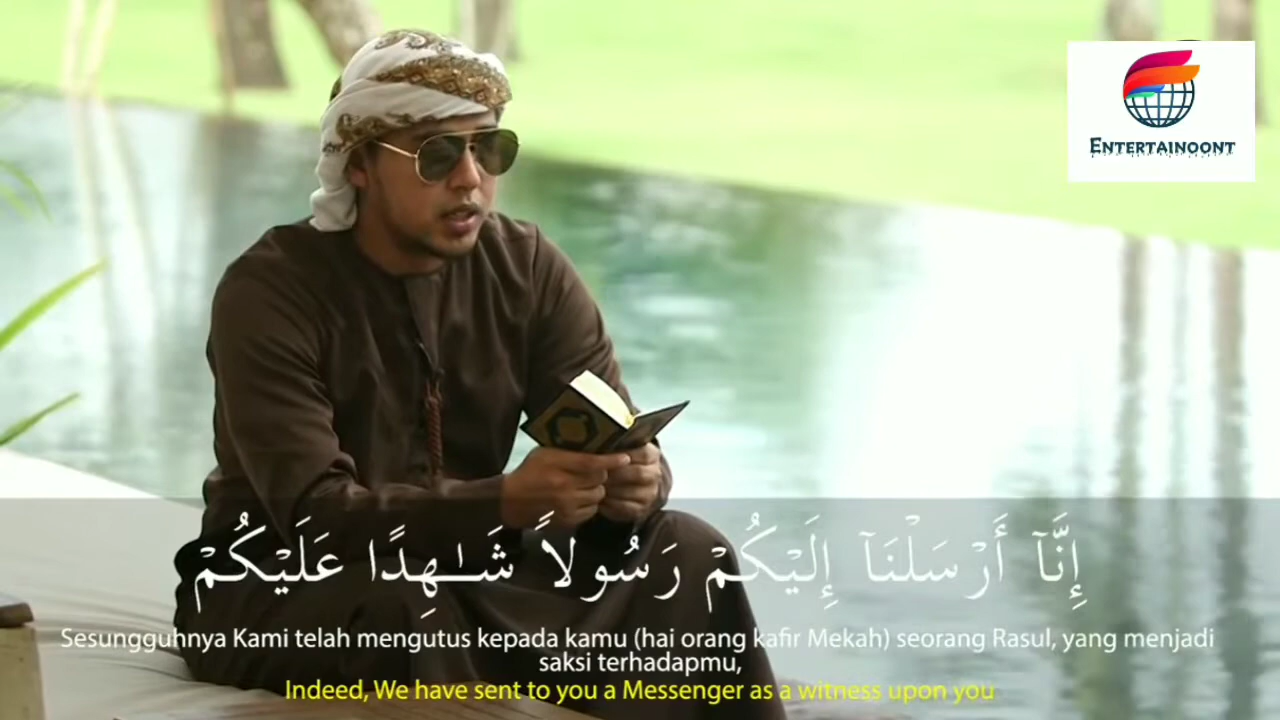 ENTERTAINOONT
إِنَّآ أَرْسَلْنَآ إِلَيْكُمْ رَسُولاً شَـٰهِدًا عَلَيْكُمْ
Sesungguhnya Kami telah mengutus kepada kamu (hai orang kafir Mekah) seorang Rasul, yang menjadi
saksi terhadapmu,
Indeed, We have sent to you a Messenger as a witness upon you